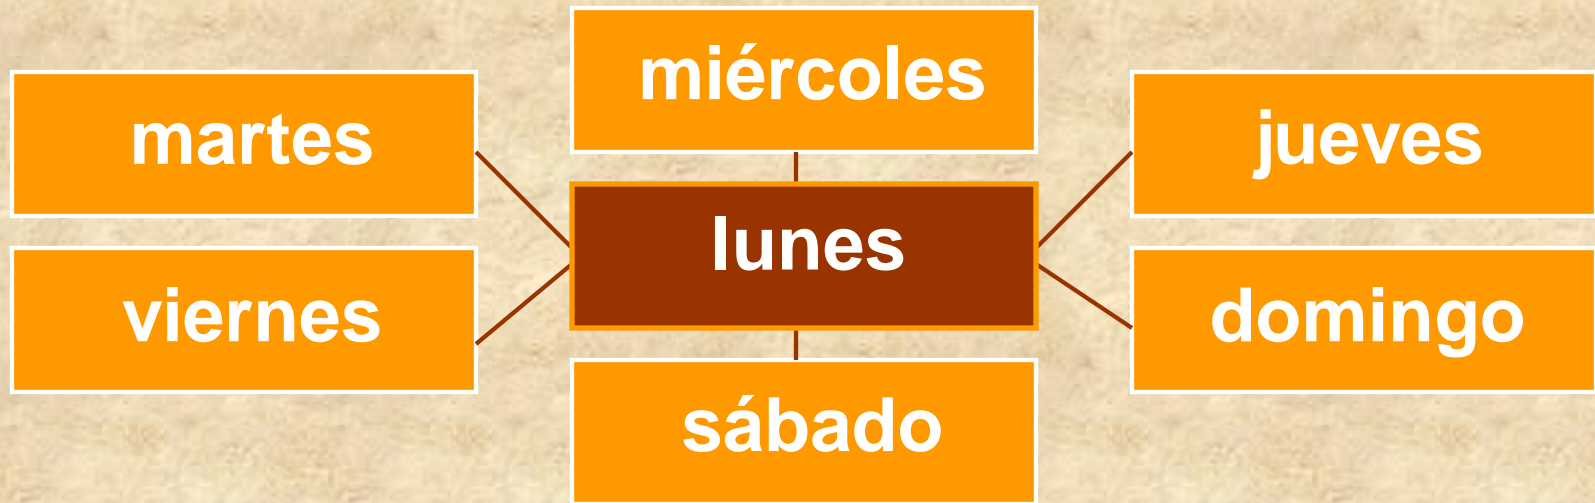 miércoles
martes
jueves
lunes
viernes
domingo
sábado